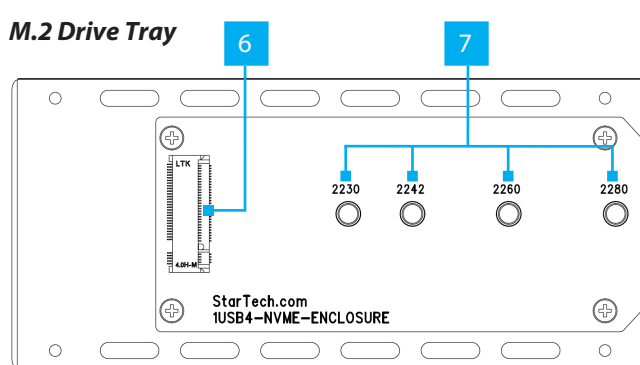 M.2 Drive Tray
6 7
LTK
2230 2242 2260 2280
4.0H-M
StarTech.com
1USB4-NVME-ENCLOSURE